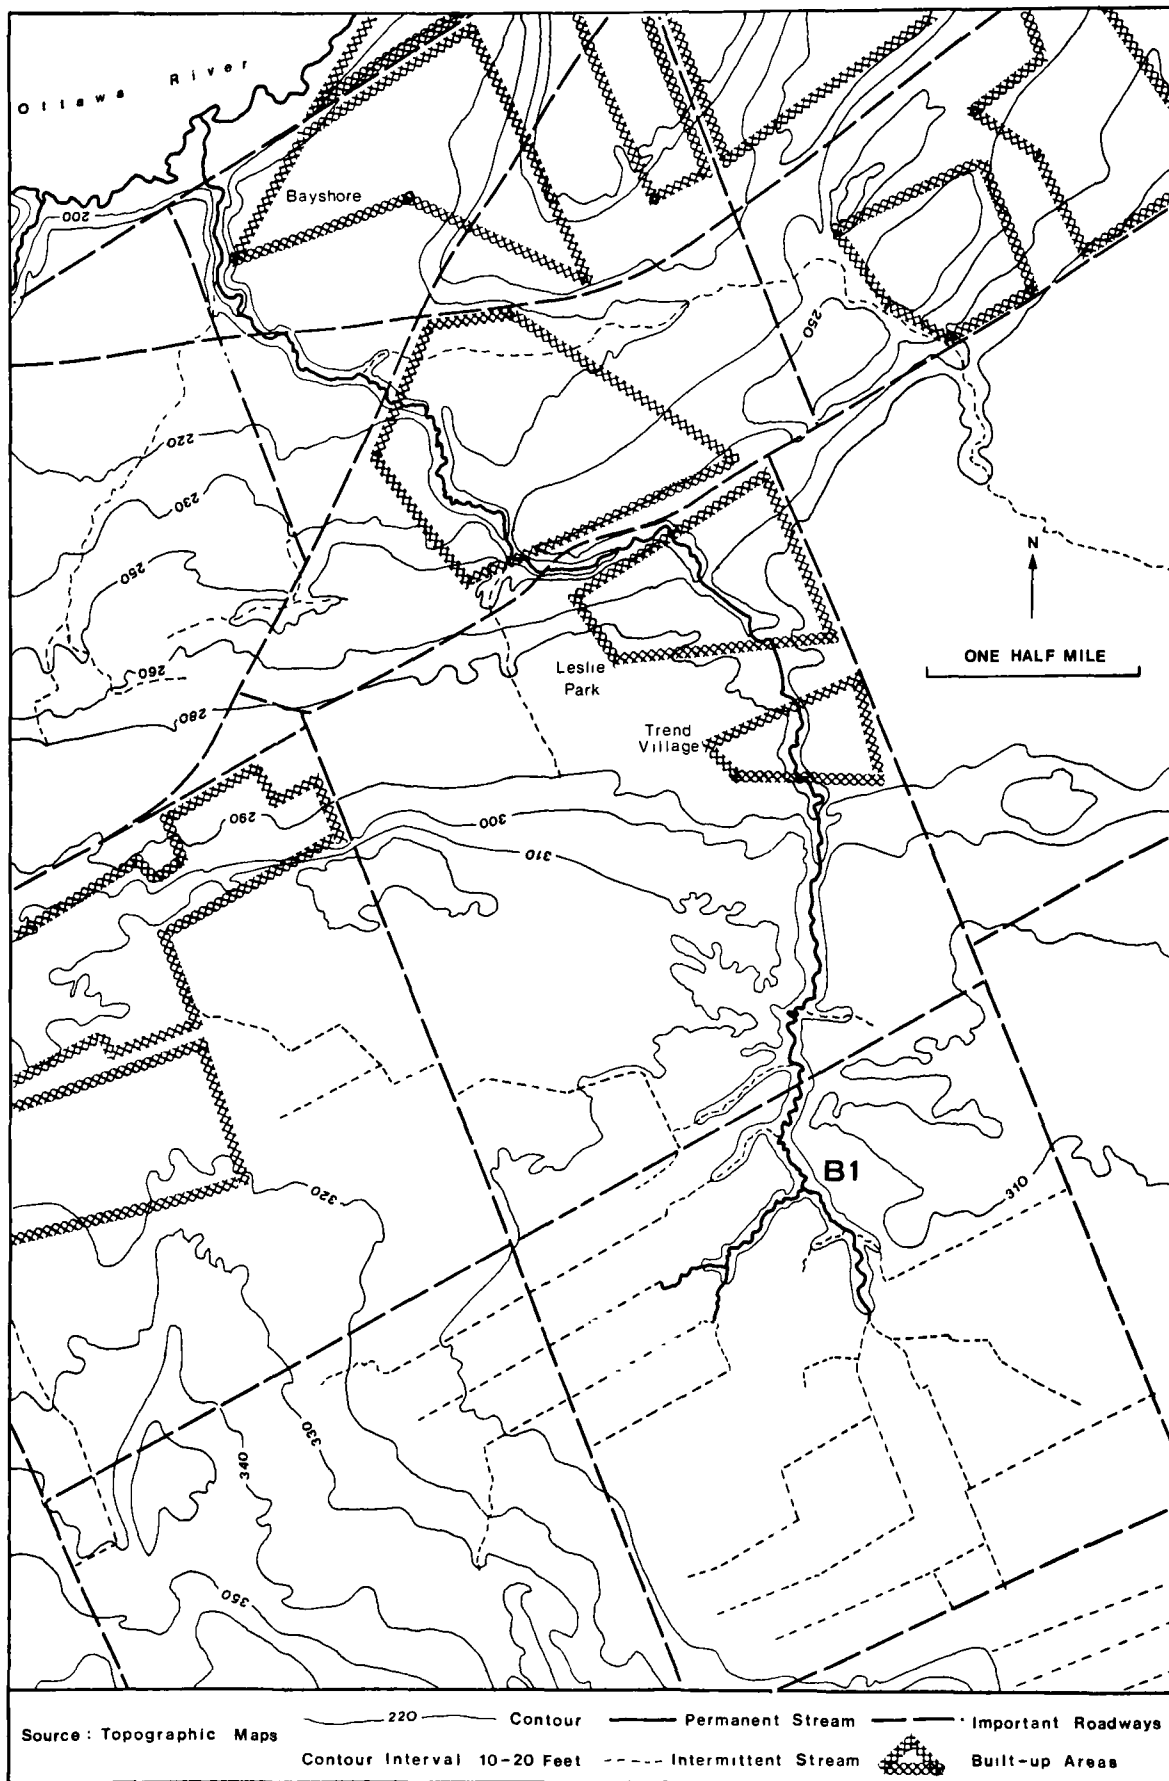 Ottawa River
200
Bayshore
250
220
230
250
N
ONE HALF MILE
260
Leslie
Park
280
Trend
Village
290
300
310
B1
310
320
330
340
350
Source : Topographic Maps
220 Contour
Permanent Stream
Important Roadways
Contour Interval 10-20 Feet
Intermittent Stream
Built-up Areas